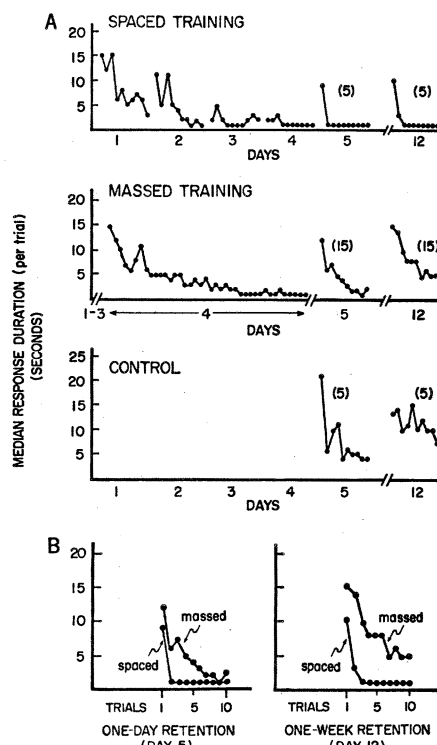 A SPACED TRAINING
20
15
10
5
(5)
(5)
1 2 3 4 5 12
DAYS
MASSED TRAINING
20
15
10
5
(15)
(15)
1-3 4 5 12
DAYS
CONTROL
25
20
15
10
5
(5)
(5)
1 2 3 4 5 12
DAYS
MEDIAN RESPONSE DURATION (per trial)
(SECONDS)
B
20
15
10
5
massed
spaced
massed
spaced
TRIALS 1 5 10
TRIALS 1 5 10
ONE-DAY RETENTION
ONE-WEEK RETENTION